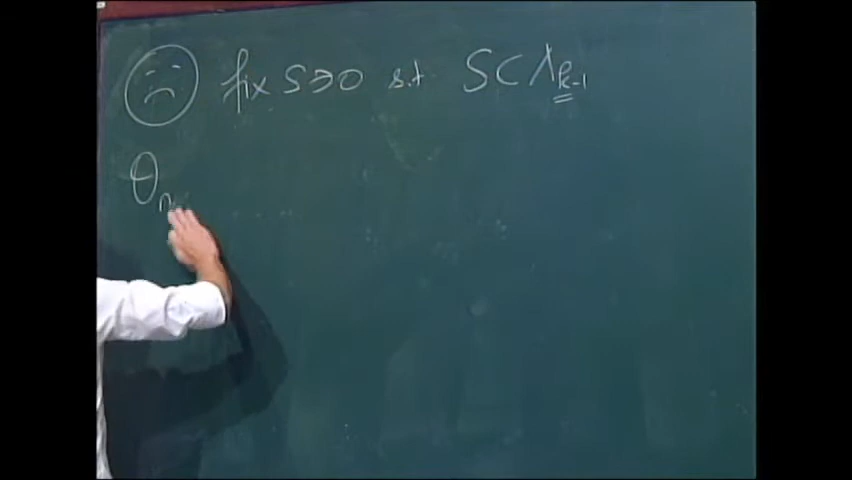 fix S ⩾ 0 s.t S ⊂ Λ_{k-1}
θ_n